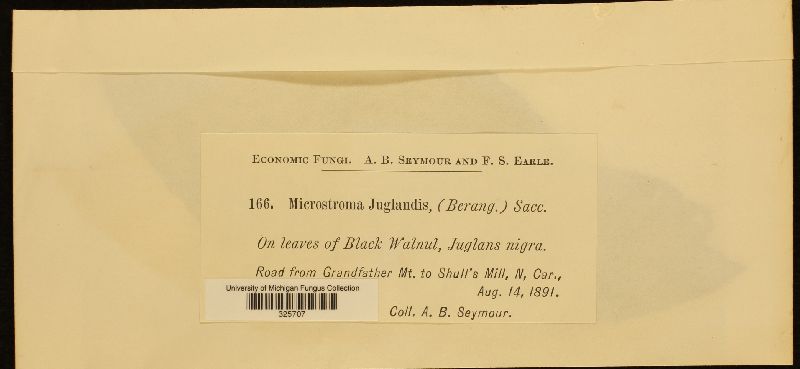 Economic Fungi. A. B. Seymour and F. S. Earle.
166. Microstroma Juglandis, (Berang.) Sacc.
On leaves of Black Walnut, Juglans nigra.
Road from Grandfather Mt. to Shull's Mill, N, Car.,
Aug. 14, 1891.
Coll. A. B. Seymour.
University of Michigan Fungus Collection
325707